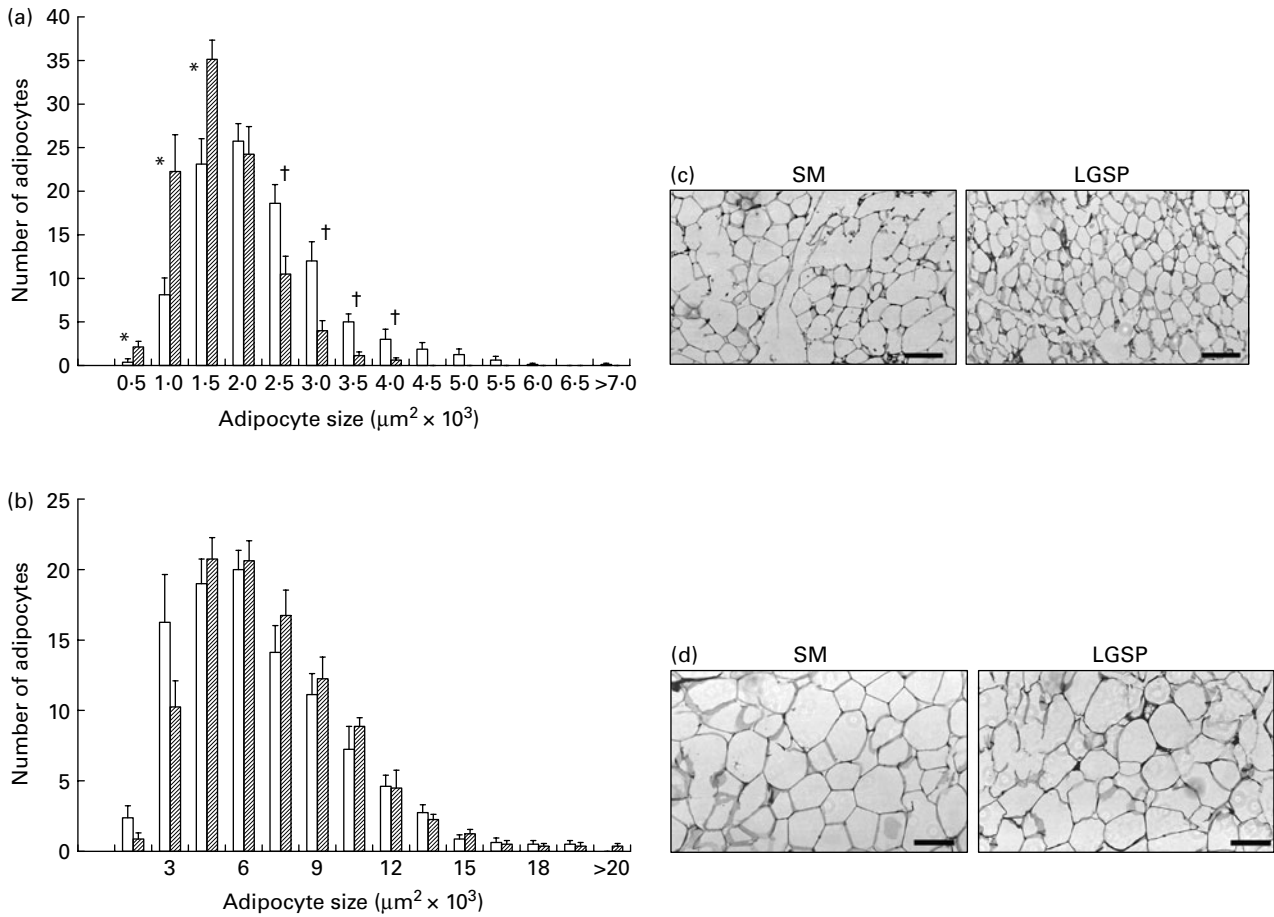 (a)
40
35
30
25
20
15
10
5
0
Number of adipocytes
*
*
*
†
†
†
†
0·5 1·0 1·5 2·0 2·5 3·0 3·5 4·0 4·5 5·0 5·5 6·0 6·5 >7·0
Adipocyte size (μm² × 10³)
(b)
25
20
15
10
5
0
Number of adipocytes
3 6 9 12 15 18 >20
Adipocyte size (μm² × 10³)
(c)
SM LGSP
(d)
SM LGSP